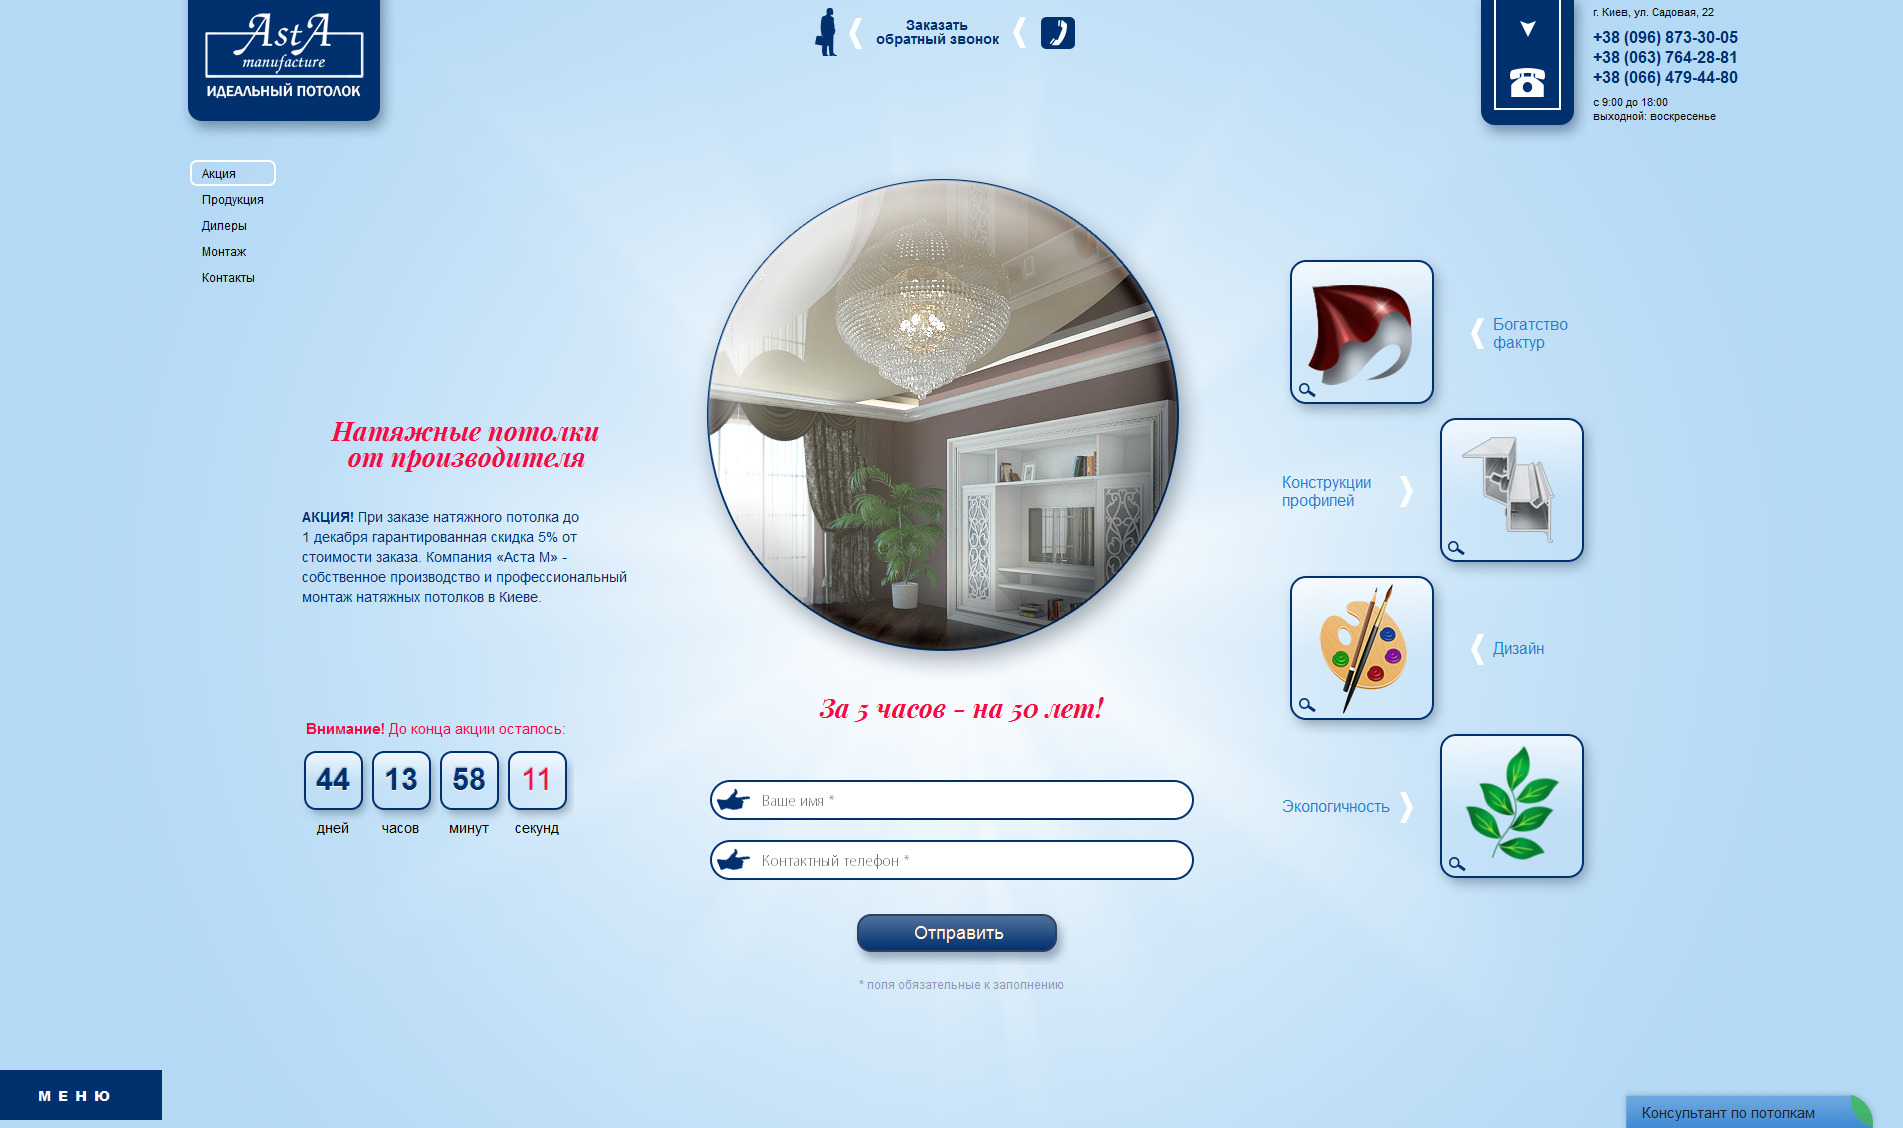 AstA
manufacture
ИДЕАЛЬНЫЙ ПОТОЛОК
Заказать
обратный звонок
г. Киев, ул. Садовая, 22
+38 (096) 873-30-05
+38 (063) 764-28-81
+38 (066) 479-44-80
с 9:00 до 18:00
выходной: воскресенье
Акция
Продукция
Дилеры
Монтаж
Контакты
Натяжные потолки
от производителя
АКЦИЯ! При заказе натяжного потолка до
1 декабря гарантированная скидка 5% от
стоимости заказа. Компания «Аста М» -
собственное производство и профессиональный
монтаж натяжных потолков в Киеве.
Внимание! До конца акции осталось:
44 13 58 11
дней часов минут секунд
За 5 часов - на 50 лет!
Ваше имя *
Контактный телефон *
Отправить
* поля обязательные к заполнению
Богатство
фактур
Конструкции
профилей
Дизайн
Экологичность
МЕНЮ
Консультант по потолкам